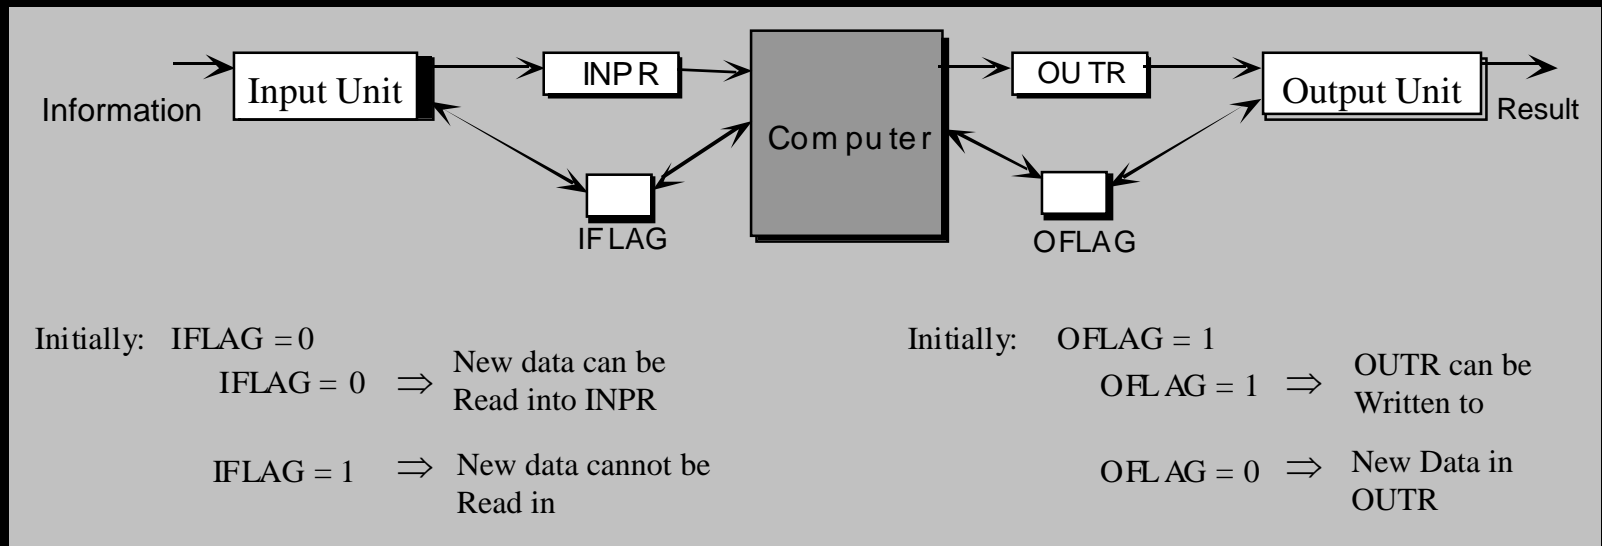 Information
Input Unit
INPR
Computer
OUTR
Output Unit
Result
IFLAG
OFLAG
Initially: IFLAG = 0
IFLAG = 0 ⇒ New data can be
Read into INPR
IFLAG = 1 ⇒ New data cannot be
Read in
Initially: OFLAG = 1
OFLAG = 1 ⇒ OUTR can be
Written to
OFLAG = 0 ⇒ New Data in
OUTR